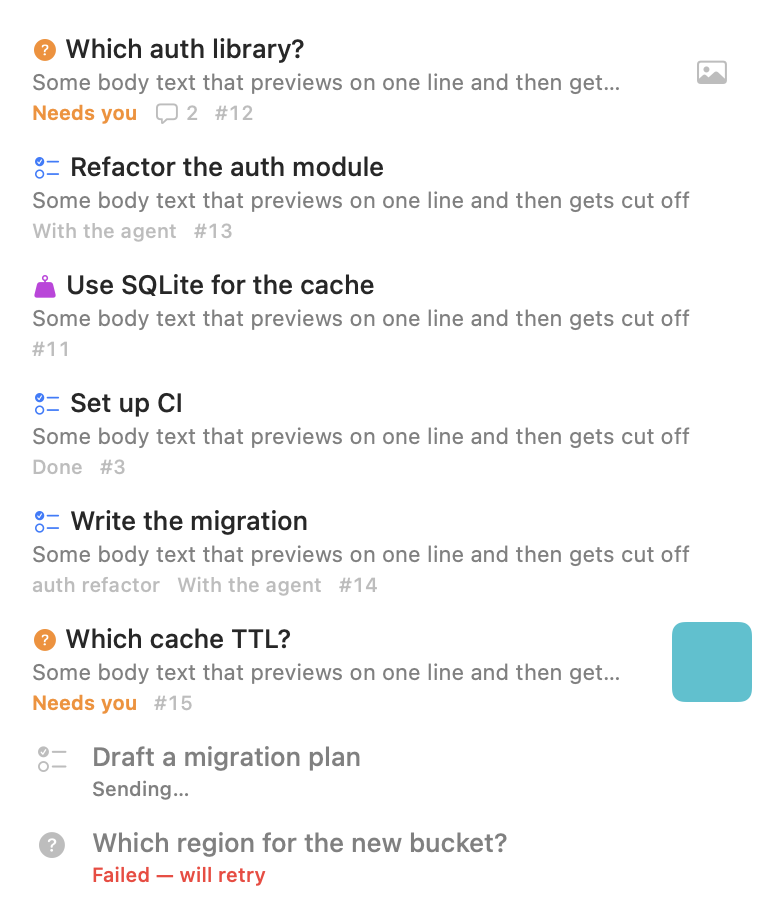 Which auth library?
Some body text that previews on one line and then get...
Needs you 2 #12
Refactor the auth module
Some body text that previews on one line and then gets cut off
With the agent #13
Use SQLite for the cache
Some body text that previews on one line and then gets cut off
#11
Set up CI
Some body text that previews on one line and then gets cut off
Done #3
Write the migration
Some body text that previews on one line and then gets cut off
auth refactor With the agent #14
Which cache TTL?
Some body text that previews on one line and then get...
Needs you #15
Draft a migration plan
Sending...
Which region for the new bucket?
Failed — will retry